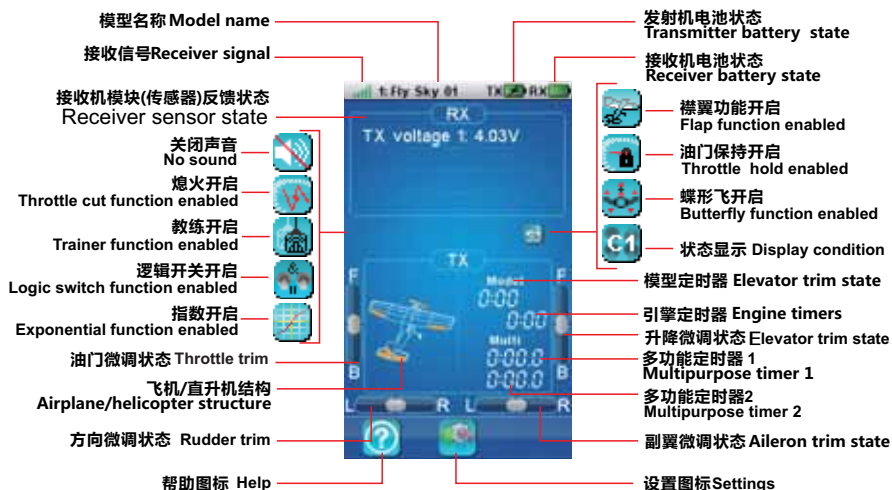 模型名称 Model name
接收信号Receiver signal
接收机模块(传感器)反馈状态
Receiver sensor state
关闭声音
No sound
熄火开启
Throttle cut function enabled
教练开启
Trainer function enabled
逻辑开关开启
Logic switch function enabled
指数开启
Exponential function enabled
油门微调状态 Throttle trim
飞机/直升机结构
Airplane/helicopter structure
方向微调状态 Rudder trim
帮助图标 Help
1: Fly Sky 01 TX RX
RX
TX voltage 1: 4.03V
TX
F
F
Model
0:00
0:00
Multi
0:00.0
0:00.0
B
B
L R L R
?
&
C1
发射机电池状态
Transmitter battery state
接收机电池状态
Receiver battery state
襟翼功能开启
Flap function enabled
油门保持开启
Throttle hold enabled
蝶形飞开启
Butterfly function enabled
状态显示 Display condition
模型定时器 Elevator trim state
引擎定时器 Engine timers
升降微调状态 Elevator trim state
多功能定时器 1
Multipurpose timer 1
多功能定时器2
Multipurpose timer 2
副翼微调状态 Aileron trim state
设置图标Settings